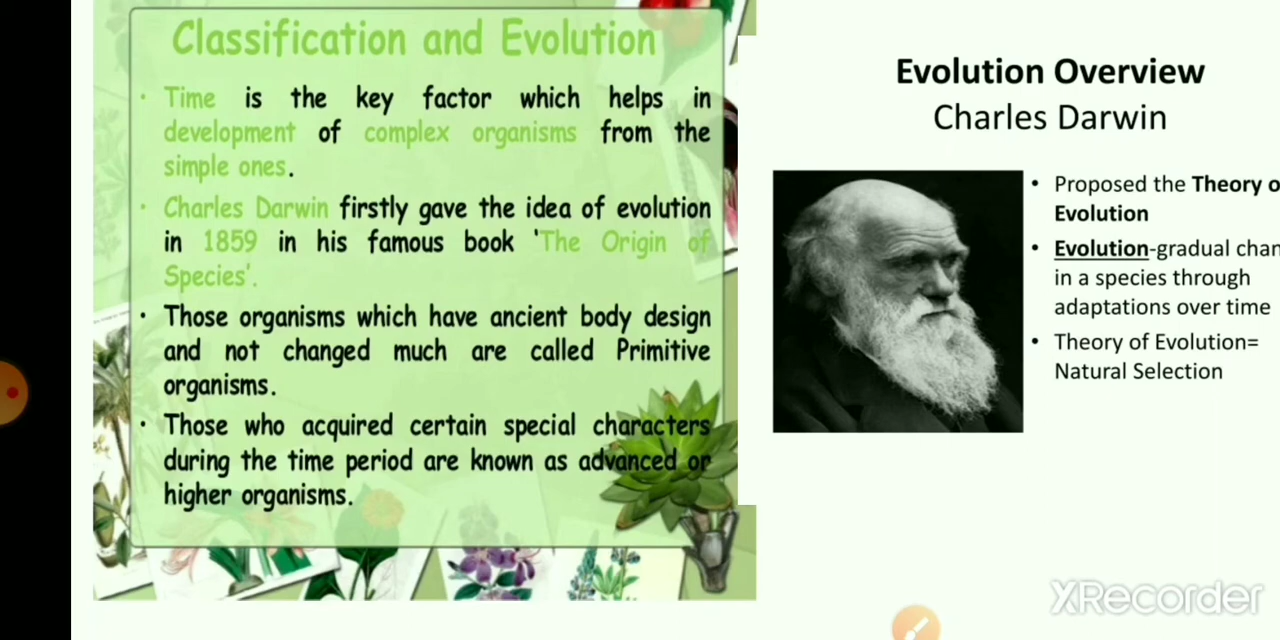 Classification and Evolution
• Time is the key factor which helps in
development of complex organisms from the
simple ones.
• Charles Darwin firstly gave the idea of evolution
in 1859 in his famous book 'The Origin of
Species'.
• Those organisms which have ancient body design
and not changed much are called Primitive
organisms.
• Those who acquired certain special characters
during the time period are known as advanced or
higher organisms.
Evolution Overview
Charles Darwin
• Proposed the Theory o
Evolution
• Evolution-gradual chan
in a species through
adaptations over time
• Theory of Evolution=
Natural Selection
XRecorder